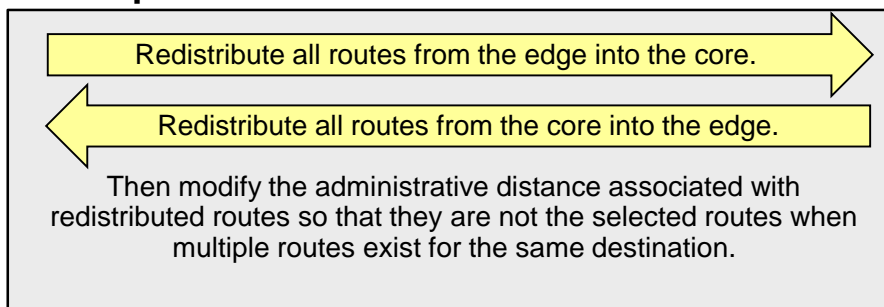 Redistribute all routes from the edge into the core.
Redistribute all routes from the core into the edge.
Then modify the administrative distance associated with
redistributed routes so that they are not the selected routes when
multiple routes exist for the same destination.